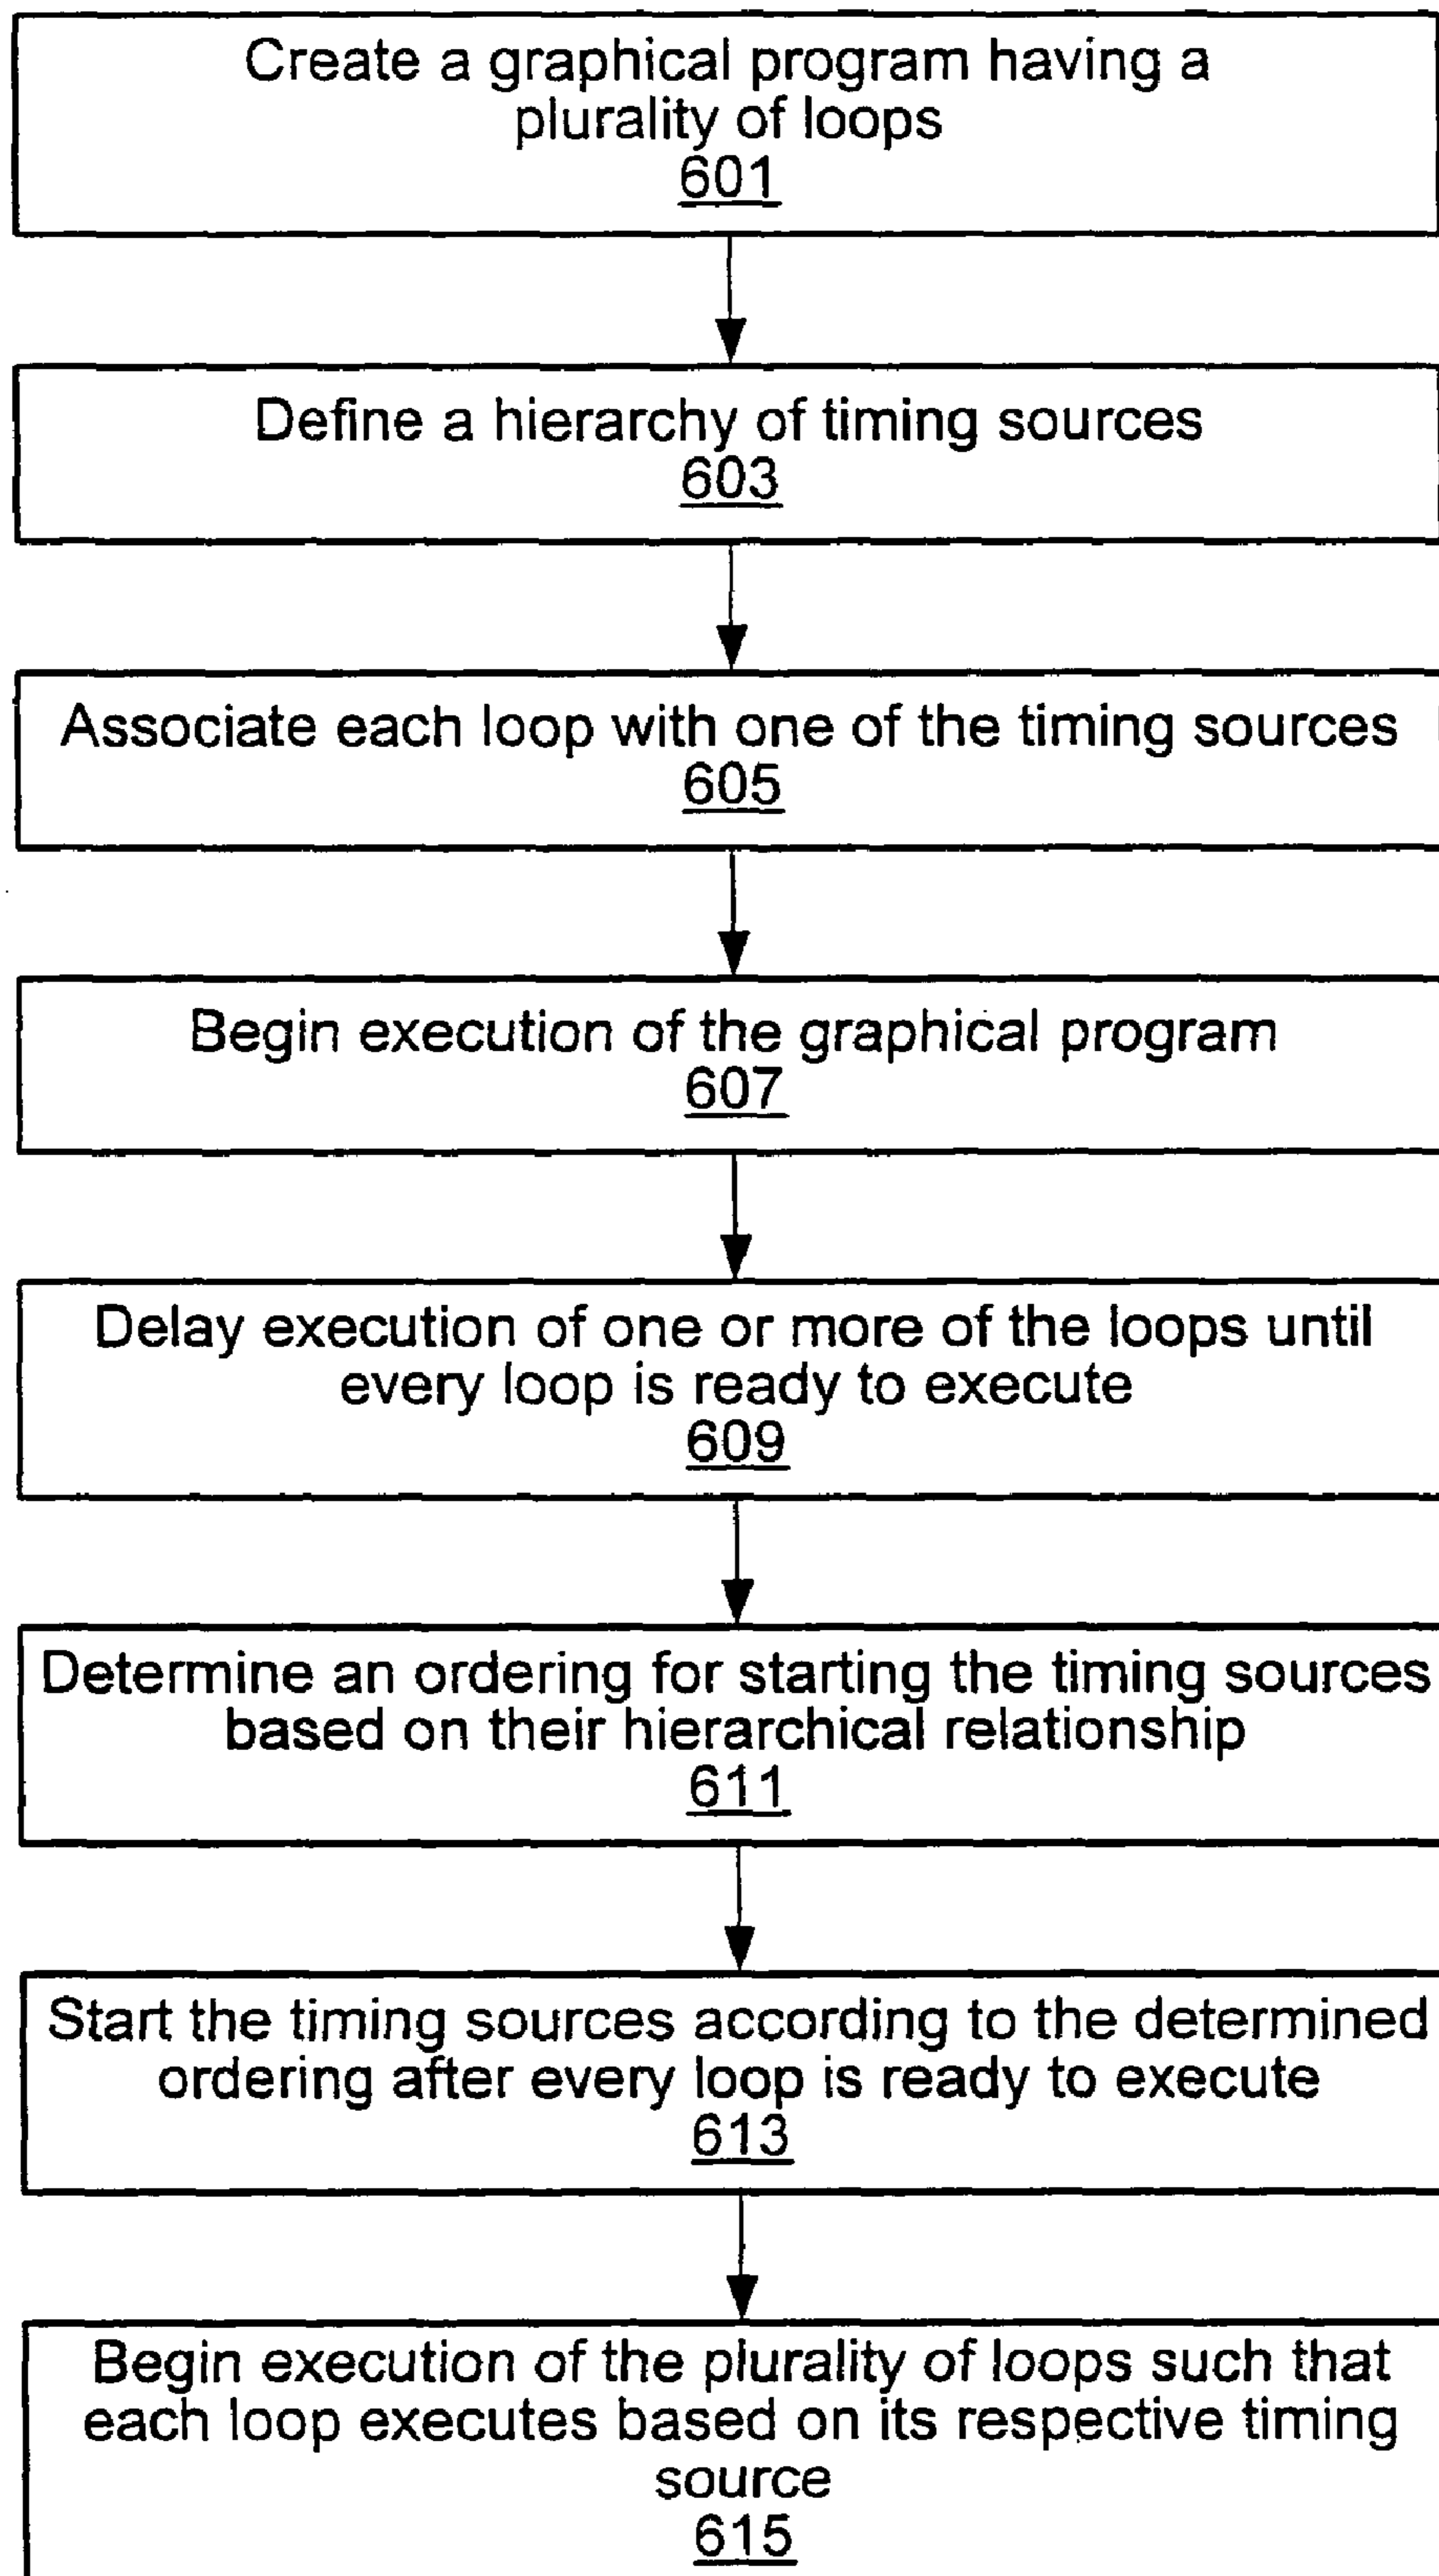 Create a graphical program having a
plurality of loops
601
Define a hierarchy of timing sources
603
Associate each loop with one of the timing sources
605
Begin execution of the graphical program
607
Delay execution of one or more of the loops until
every loop is ready to execute
609
Determine an ordering for starting the timing sources
based on their hierarchical relationship
611
Start the timing sources according to the determined
ordering after every loop is ready to execute
613
Begin execution of the plurality of loops such that
each loop executes based on its respective timing
source
615